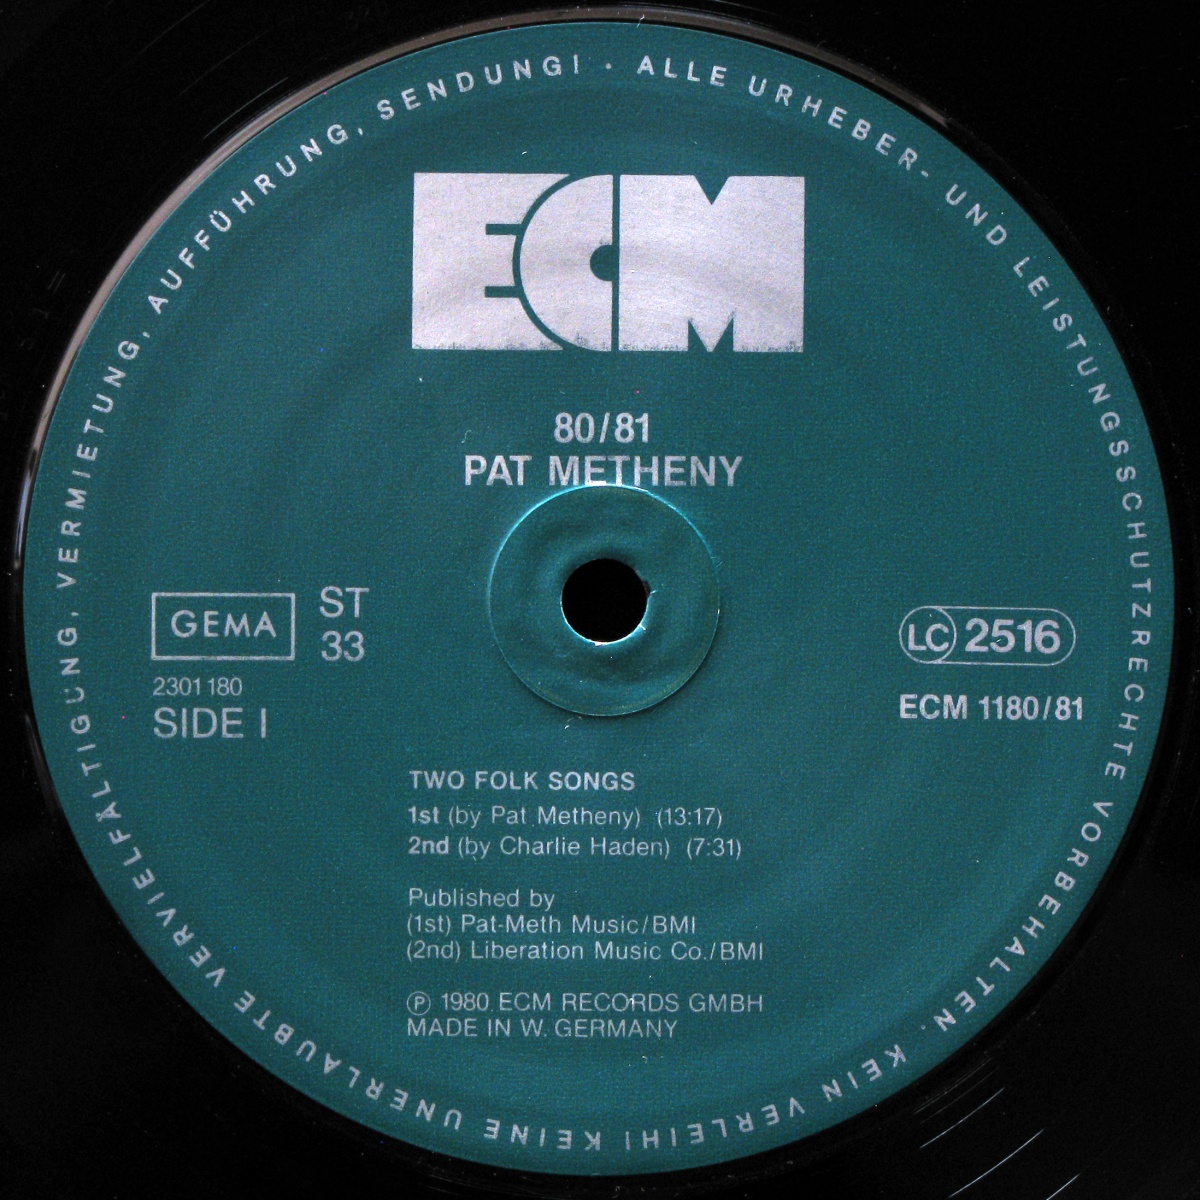 ALLE URHEBER- UND LEISTUNGSSCHUTZRECHTE VORBEHALTEN. KEIN VERLEIH! KEINE UNERLAUBTE VERVIELFÄLTIGUNG, VERMIETUNG, AUFFÜHRUNG, SENDUNG! ·
ECM
80/81
PAT METHENY
GEMA
ST
33
2301180
SIDE I
LC 2516
ECM 1180/81
TWO FOLK SONGS
1st (by Pat Metheny) (13:17)
2nd (by Charlie Haden) (7:31)
Published by
(1st) Pat-Meth Music/BMI
(2nd) Liberation Music Co./BMI
Ⓟ 1980 ECM RECORDS GMBH
MADE IN W. GERMANY